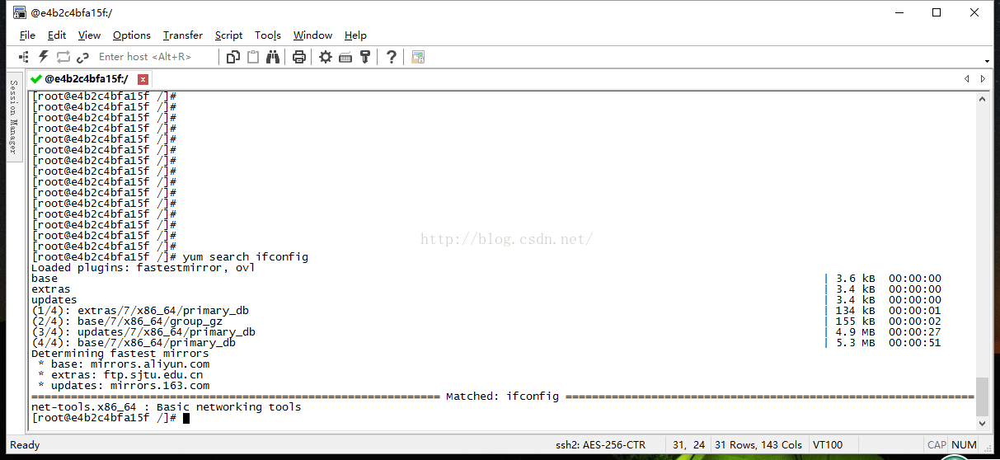 @e4b2c4bfa15f:/
File Edit View Options Transfer Script Tools Window Help
Enter host <Alt+R>
Session Manager
@e4b2c4bfa15f:/
[root@e4b2c4bfa15f /]#
[root@e4b2c4bfa15f /]#
[root@e4b2c4bfa15f /]#
[root@e4b2c4bfa15f /]#
[root@e4b2c4bfa15f /]#
[root@e4b2c4bfa15f /]#
[root@e4b2c4bfa15f /]#
[root@e4b2c4bfa15f /]#
[root@e4b2c4bfa15f /]#
[root@e4b2c4bfa15f /]#
[root@e4b2c4bfa15f /]#
[root@e4b2c4bfa15f /]#
[root@e4b2c4bfa15f /]#
[root@e4b2c4bfa15f /]#
http://blog.csdn.net/
[root@e4b2c4bfa15f /]#
[root@e4b2c4bfa15f /]# yum search ifconfig
Loaded plugins: fastestmirror, ovl
base | 3.6 kB 00:00:00
extras | 3.4 kB 00:00:00
updates | 3.4 kB 00:00:00
(1/4): extras/7/x86_64/primary_db | 134 kB 00:00:01
(2/4): base/7/x86_64/group_gz | 155 kB 00:00:02
(3/4): updates/7/x86_64/primary_db | 4.9 MB 00:00:27
(4/4): base/7/x86_64/primary_db | 5.3 MB 00:00:51
Determining fastest mirrors
* base: mirrors.aliyun.com
* extras: ftp.sjtu.edu.cn
* updates: mirrors.163.com
============================================================== Matched: ifconfig ==============================================================
net-tools.x86_64 : Basic networking tools
[root@e4b2c4bfa15f /]#
Ready ssh2: AES-256-CTR 31, 24 31 Rows, 143 Cols VT100 CAP NUM